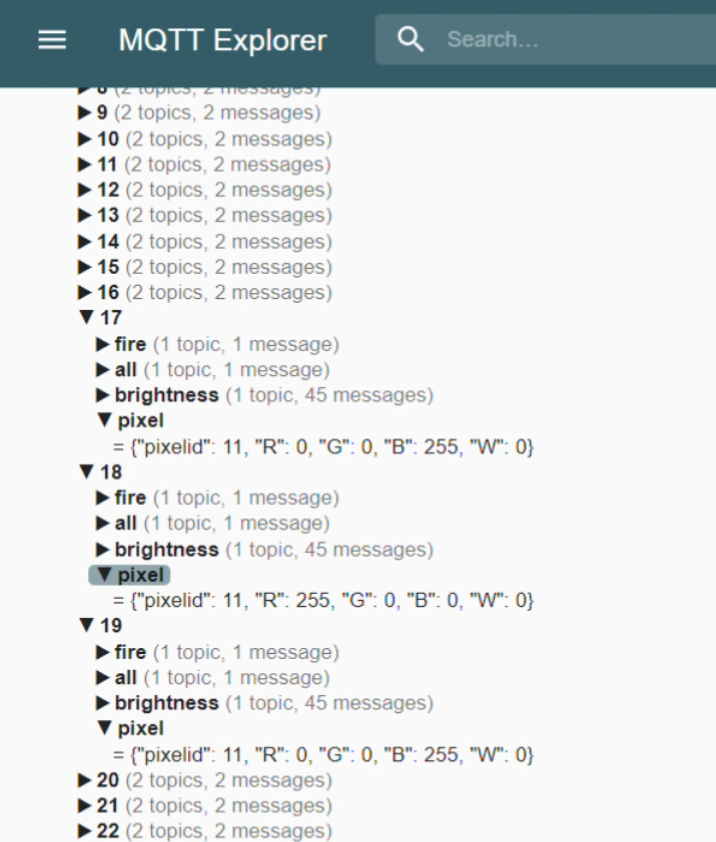 MQTT Explorer
Search...
8 (2 topics, 2 messages)
9 (2 topics, 2 messages)
10 (2 topics, 2 messages)
11 (2 topics, 2 messages)
12 (2 topics, 2 messages)
13 (2 topics, 2 messages)
14 (2 topics, 2 messages)
15 (2 topics, 2 messages)
16 (2 topics, 2 messages)
17
fire (1 topic, 1 message)
all (1 topic, 1 message)
brightness (1 topic, 45 messages)
pixel
= {"pixelid": 11, "R": 0, "G": 0, "B": 255, "W": 0}
18
fire (1 topic, 1 message)
all (1 topic, 1 message)
brightness (1 topic, 45 messages)
pixel
= {"pixelid": 11, "R": 255, "G": 0, "B": 0, "W": 0}
19
fire (1 topic, 1 message)
all (1 topic, 1 message)
brightness (1 topic, 45 messages)
pixel
= {"pixelid": 11, "R": 0, "G": 0, "B": 255, "W": 0}
20 (2 topics, 2 messages)
21 (2 topics, 2 messages)
22 (2 topics, 2 messages)